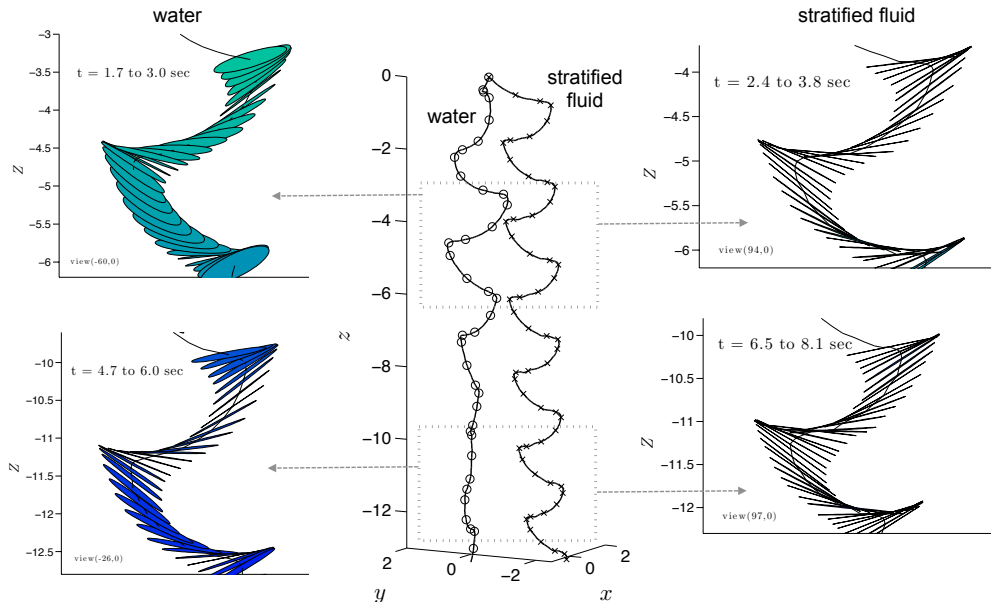 water
stratified fluid
−3
−3.5
−4
−4.5
−5
−5.5
−6
Z
t = 1.7 to 3.0 sec
view(-60,0)
0
−2
−4
−6
−8
−10
−12
z
water
stratified
fluid
2
0
−2
y
0
2
x
−4
−5
−6
Z
t = 2.4 to 3.8 sec
view(94,0)
−10
−10.5
−11
−11.5
−12
−12.5
Z
t = 4.7 to 6.0 sec
view(-26,0)
−10
−10.5
−11
−11.5
−12
Z
t = 6.5 to 8.1 sec
view(97,0)